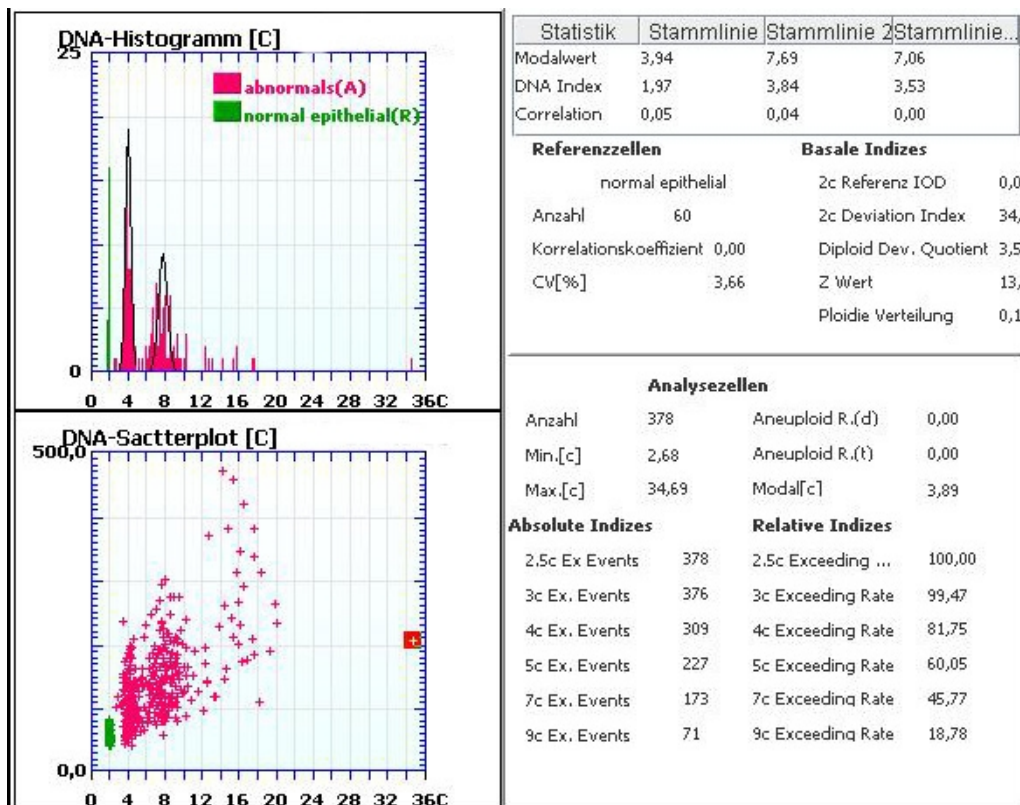 DNA-Histogramm [C]
25
abnormals(A)
normal epithelial(R)
0
0 4 8 12 16 20 24 28 32 36C
DNA-Sactterplot [C]
500,0
0,0
0 4 8 12 16 20 24 28 32 36C
Statistik Stammlinie Stammlinie 2 Stammlinie...
Modalwert 3,94 7,69 7,06
DNA Index 1,97 3,84 3,53
Correlation 0,05 0,04 0,00
Referenzzellen
normal epithelial
Anzahl 60
Korrelationskoeffizient 0,00
CV[%] 3,66
Basale Indizes
2c Referenz IOD 0,0
2c Deviation Index 34,
Diploid Dev. Quotient 3,5
Z Wert 13,
Ploidie Verteilung 0,1
Analysezellen
Anzahl 378 Aneuploid R.(d) 0,00
Min.[c] 2,68 Aneuploid R.(t) 0,00
Max.[c] 34,69 Modal[c] 3,89
Absolute Indizes Relative Indizes
2.5c Ex Events 378 2.5c Exceeding ... 100,00
3c Ex. Events 376 3c Exceeding Rate 99,47
4c Ex. Events 309 4c Exceeding Rate 81,75
5c Ex. Events 227 5c Exceeding Rate 60,05
7c Ex. Events 173 7c Exceeding Rate 45,77
9c Ex. Events 71 9c Exceeding Rate 18,78